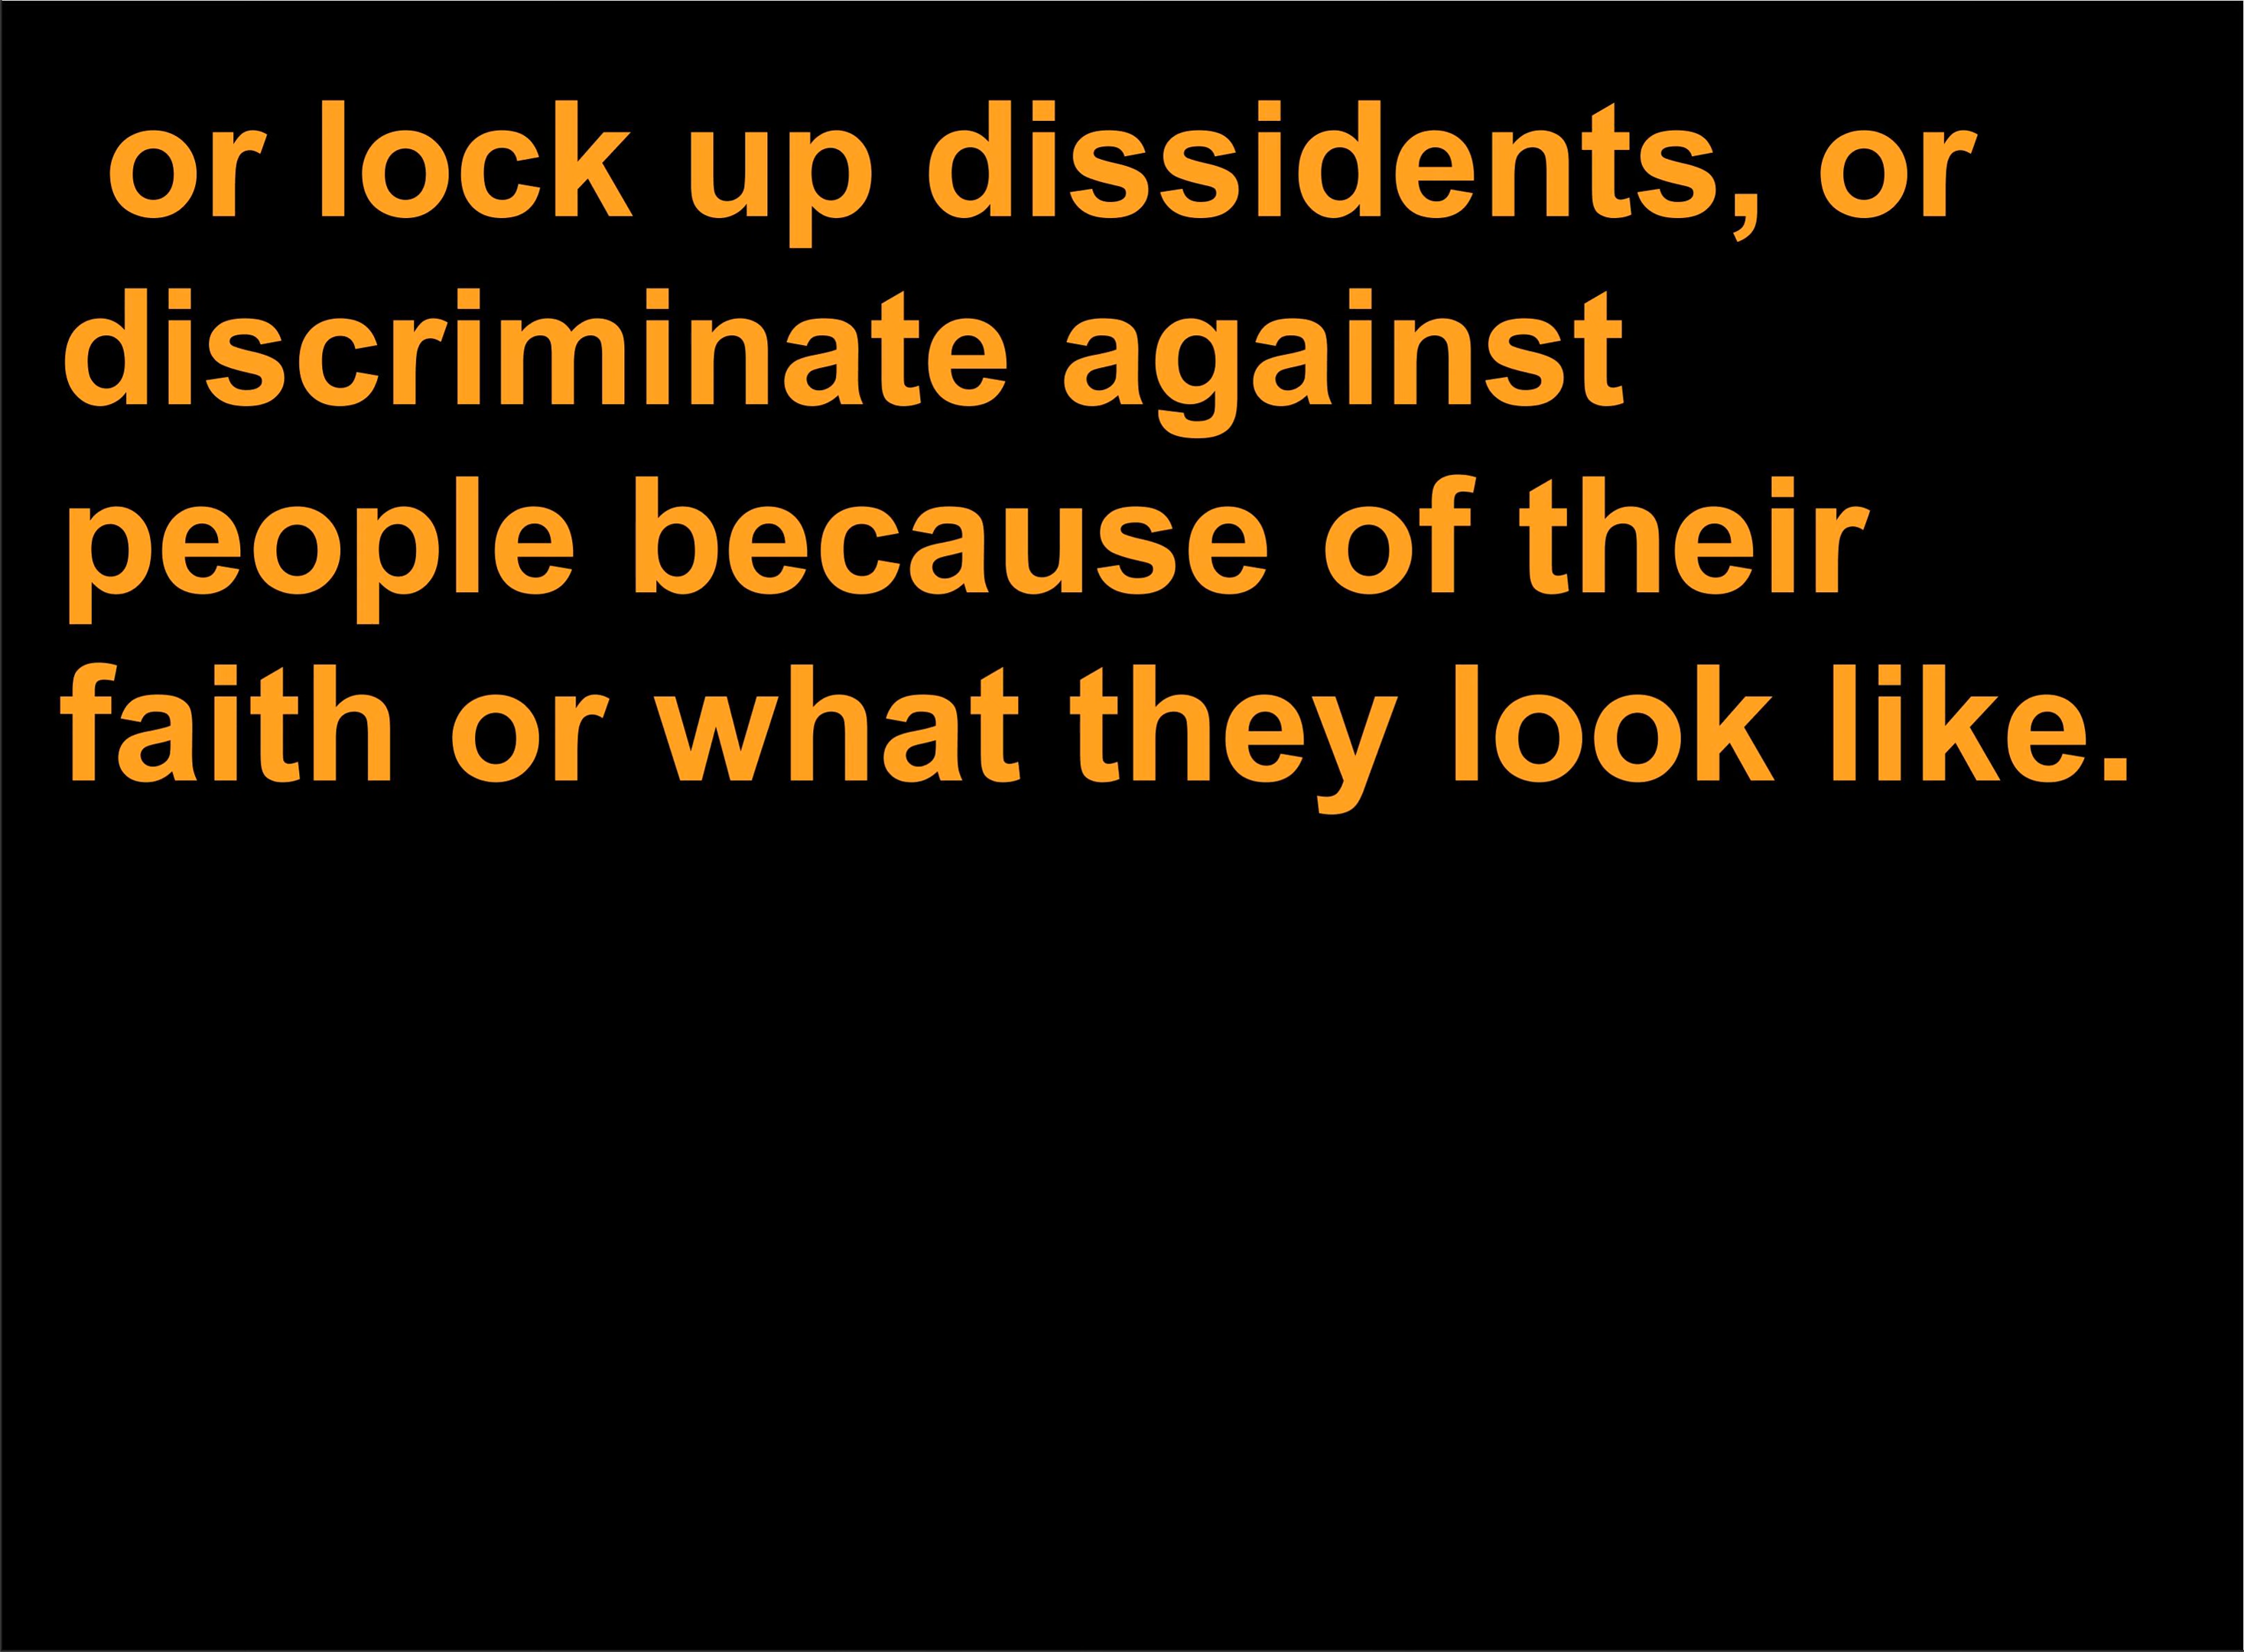 or lock up dissidents, or
discriminate against
people because of their
faith or what they look like.